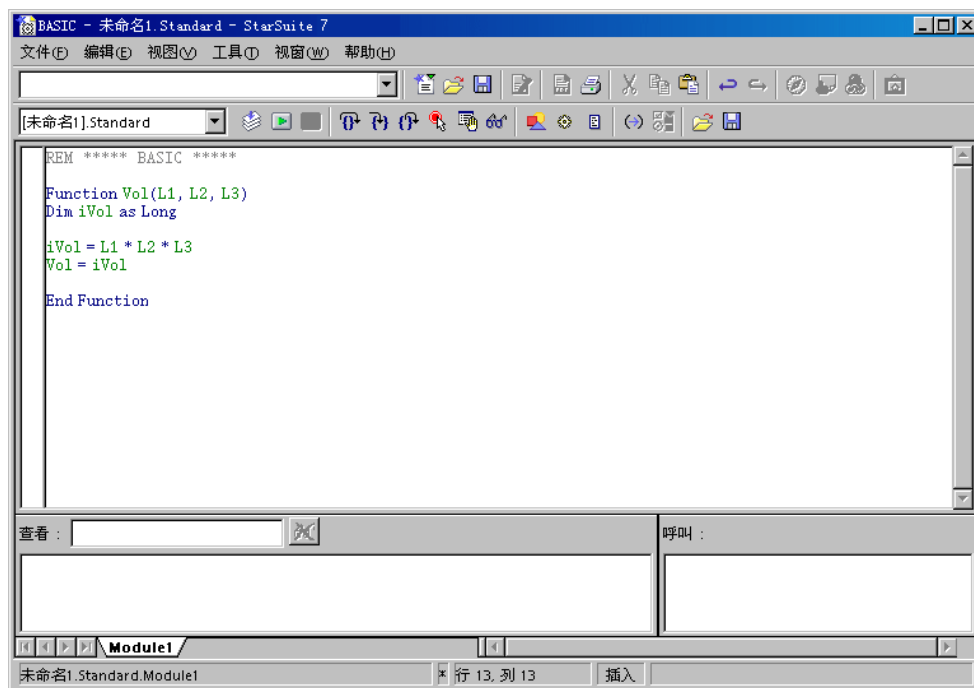 BASIC - 未命名1.Standard - StarSuite 7
文件(F) 编辑(E) 视图(V) 工具(T) 视窗(W) 帮助(H)
[未命名1].Standard
REM ***** BASIC *****
Function Vol(L1, L2, L3)
Dim iVol as Long
iVol = L1 * L2 * L3
Vol = iVol
End Function
查看 :
呼叫 :
Module1
未命名1.Standard.Module1 * 行 13, 列 13 插入